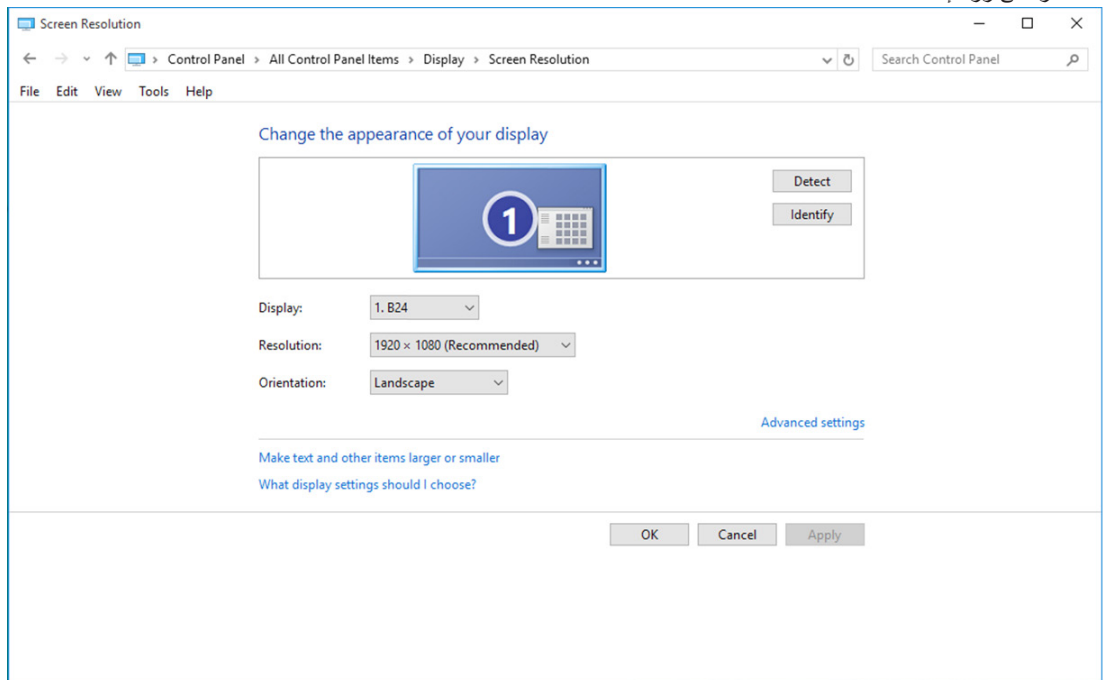 Screen Resolution
Control Panel > All Control Panel Items > Display > Screen Resolution
Search Control Panel
File Edit View Tools Help
Change the appearance of your display
1
Detect
Identify
Display: 1. B24
Resolution: 1920 × 1080 (Recommended)
Orientation: Landscape
Advanced settings
Make text and other items larger or smaller
What display settings should I choose?
OK Cancel Apply